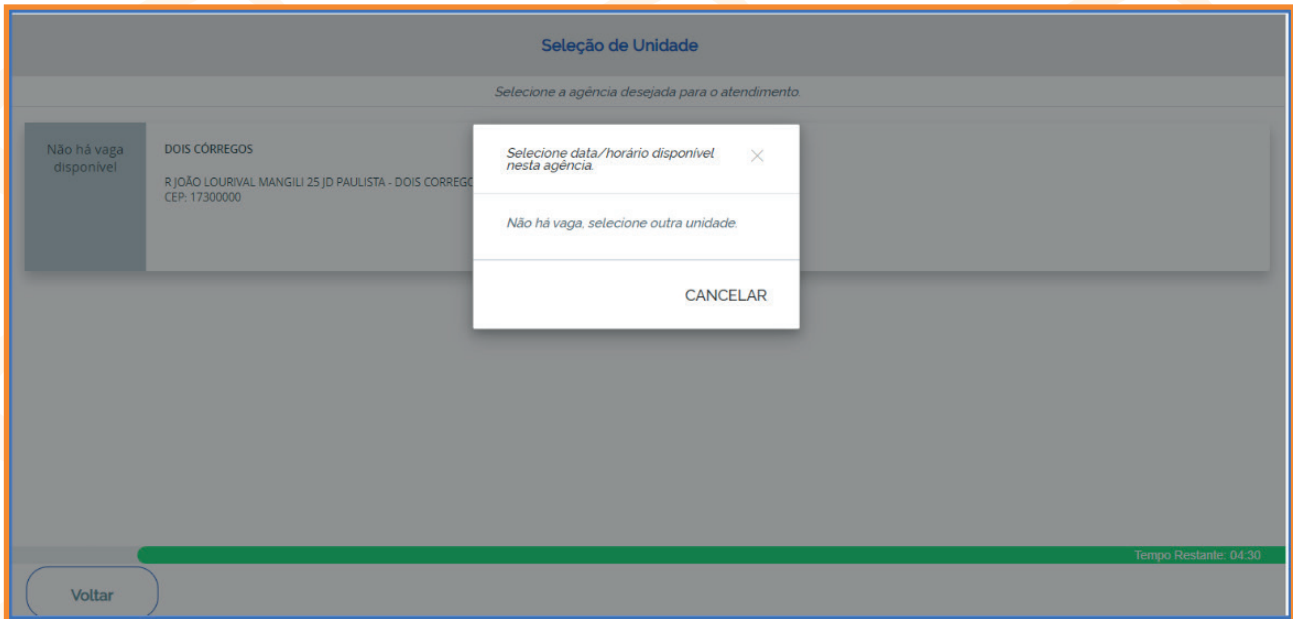 Seleção de Unidade
Selecione a agência desejada para o atendimento.
Não há vaga
disponível
DOIS CÓRREGOS
R JOÃO LOURIVAL MANGILI 25 JD PAULISTA - DOIS CORREGO
CEP: 17300000
Selecione data/horário disponível
nesta agência.
Não há vaga, selecione outra unidade.
CANCELAR
Tempo Restante: 04:30
Voltar